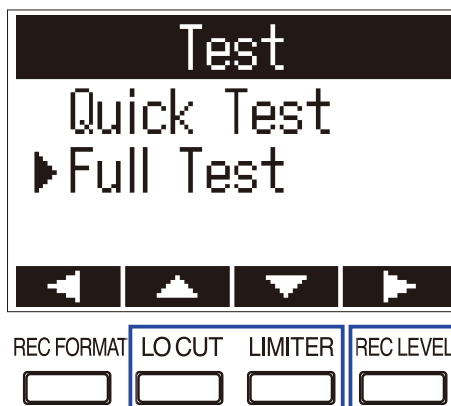 Test
Quick Test
Full Test
REC FORMAT LO CUT LIMITER REC LEVEL